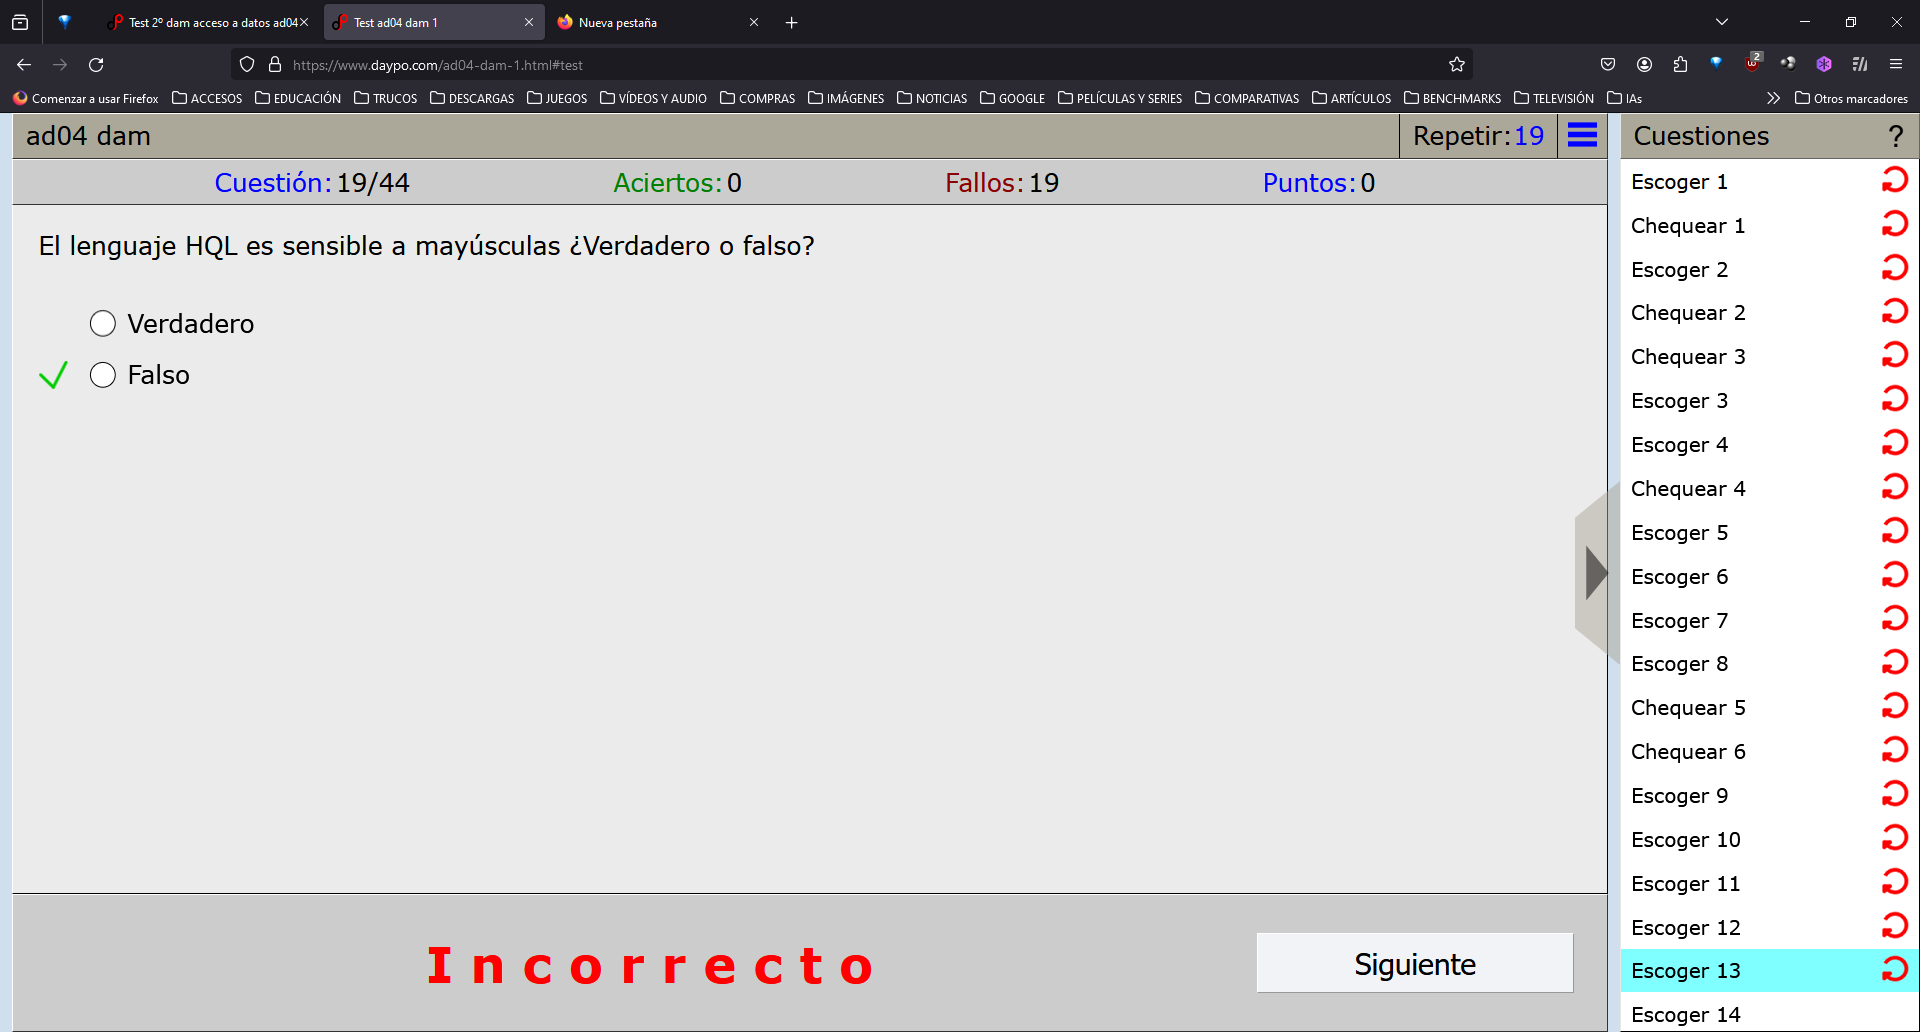 Test 2º dam acceso a datos ad04
Test ad04 dam 1
Nueva pestaña
https://www.daypo.com/ad04-dam-1.html#test
2
Comenzar a usar Firefox
ACCESOS
EDUCACIÓN
TRUCOS
DESCARGAS
JUEGOS
VÍDEOS Y AUDIO
COMPRAS
IMÁGENES
NOTICIAS
GOOGLE
PELÍCULAS Y SERIES
COMPARATIVAS
ARTÍCULOS
BENCHMARKS
TELEVISIÓN
IAs
Otros marcadores
ad04 dam
Repetir:19
Cuestión:19/44
Aciertos:0
Fallos:19
Puntos:0
El lenguaje HQL es sensible a mayúsculas ¿Verdadero o falso?
Verdadero
Falso
Incorrecto
Siguiente
Cuestiones
?
Escoger 1
Chequear 1
Escoger 2
Chequear 2
Chequear 3
Escoger 3
Escoger 4
Chequear 4
Escoger 5
Escoger 6
Escoger 7
Escoger 8
Chequear 5
Chequear 6
Escoger 9
Escoger 10
Escoger 11
Escoger 12
Escoger 13
Escoger 14